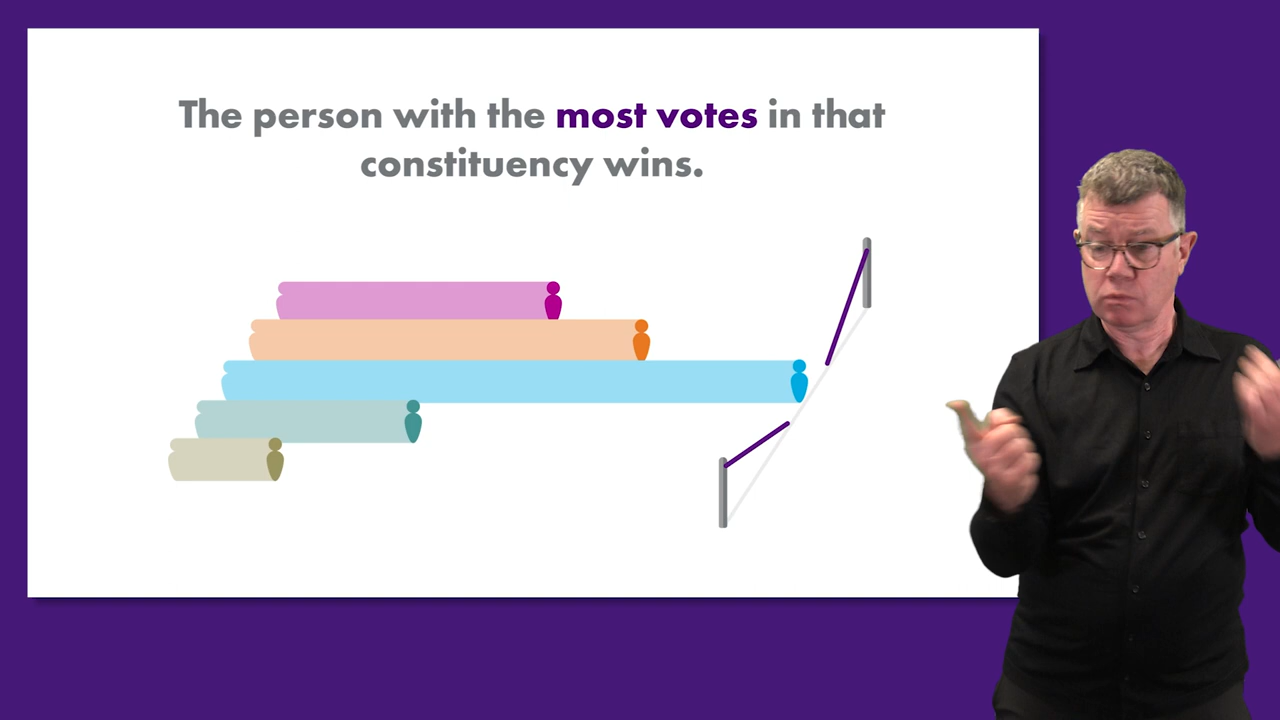 The person with the most votes in that
constituency wins.